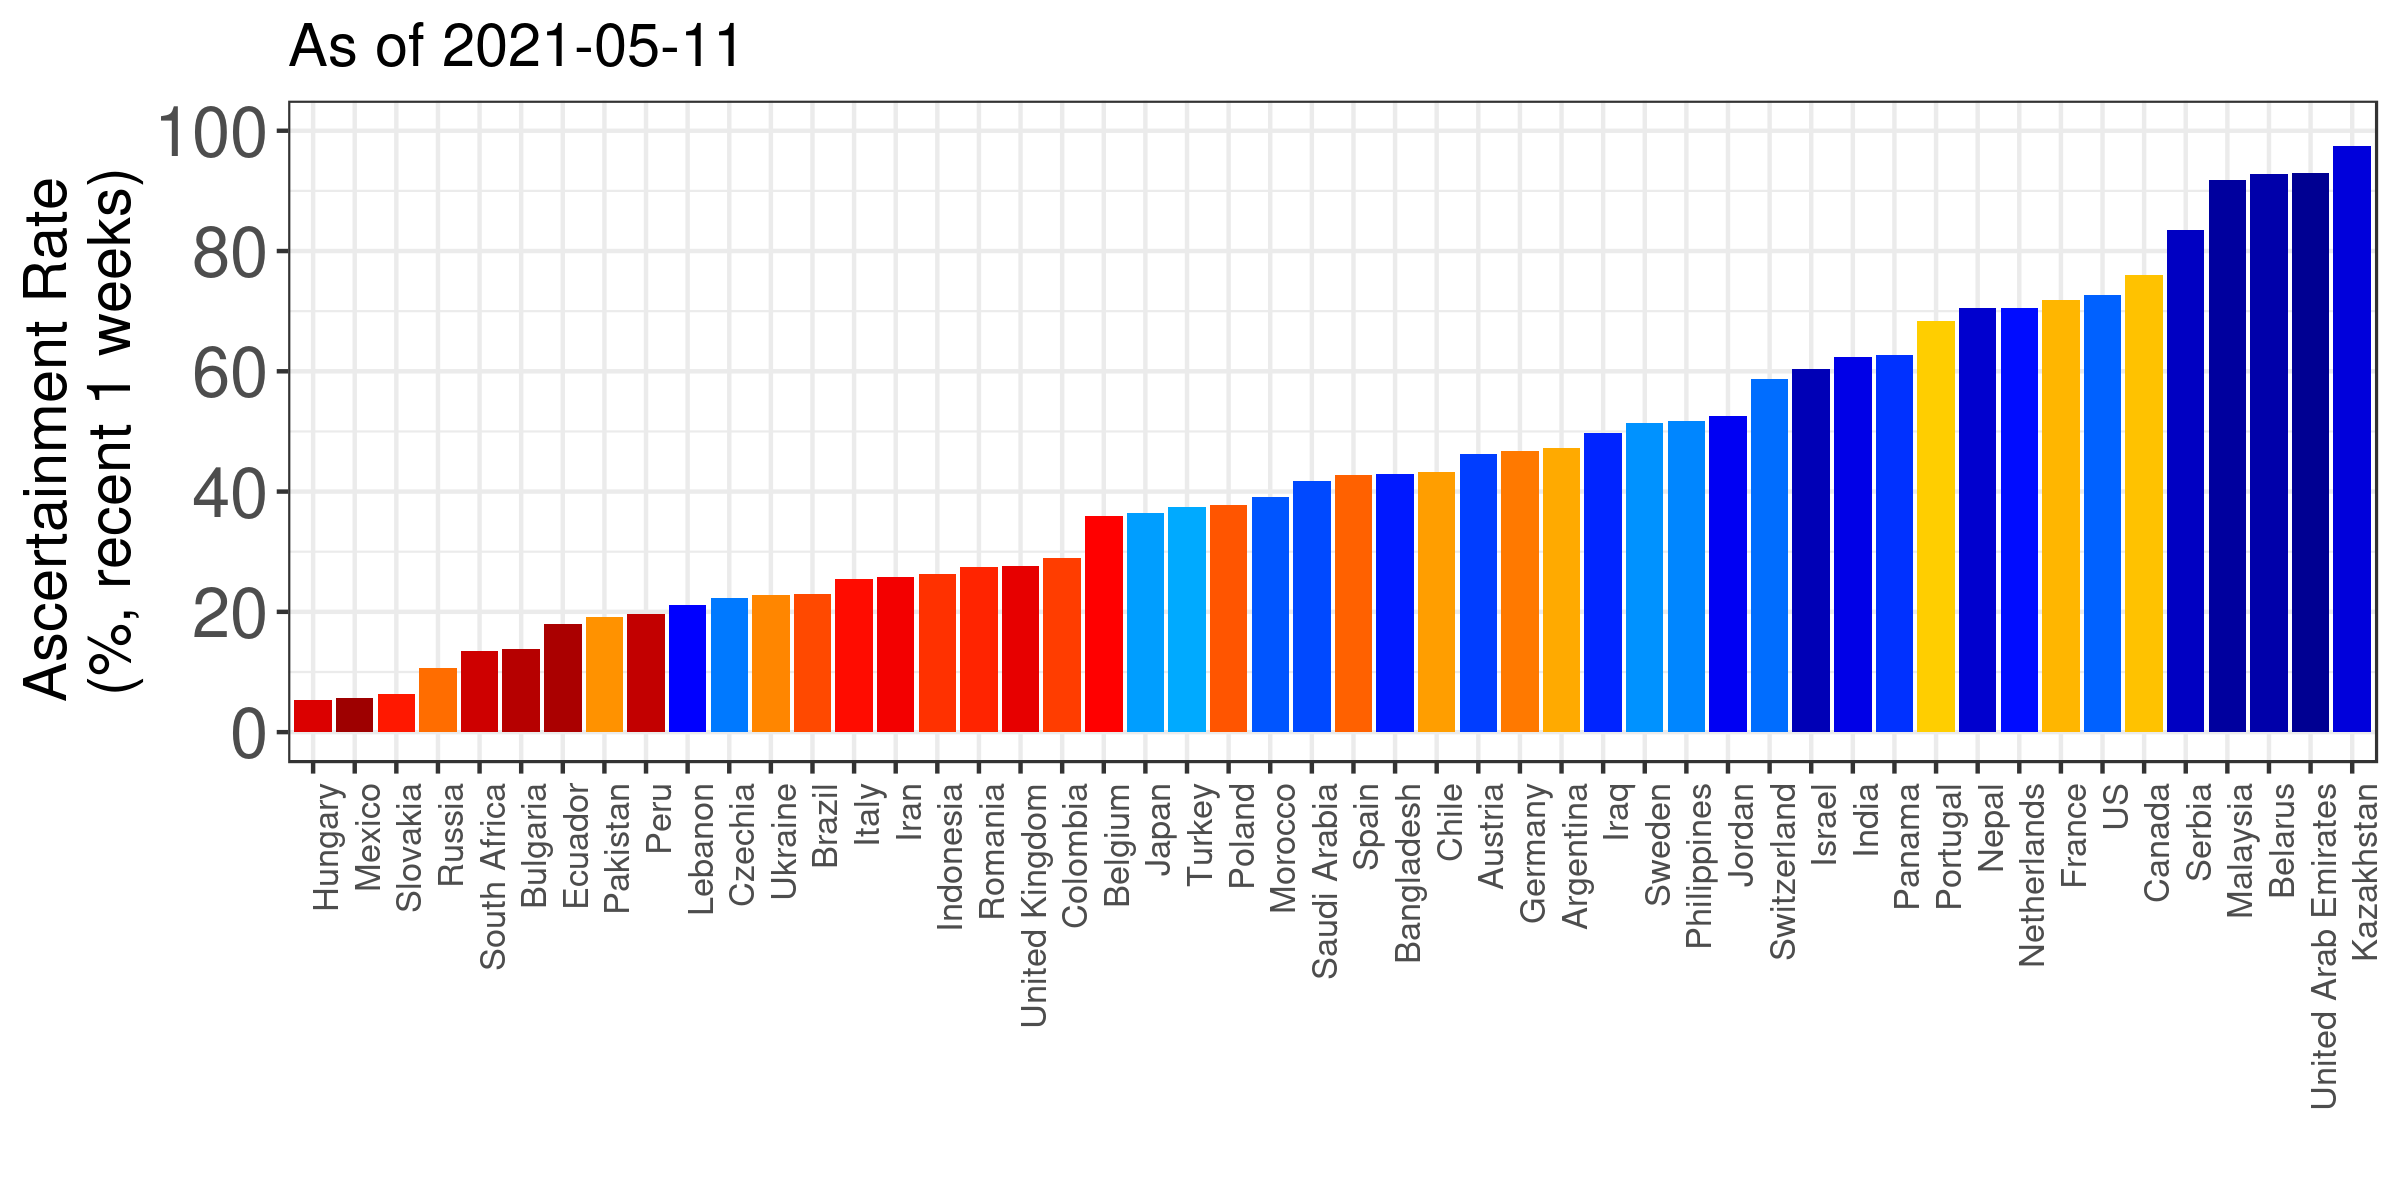 As of 2021-05-11
Ascertainment Rate
(%, recent 1 weeks)
100
80
60
40
20
0
Hungary
Mexico
Slovakia
Russia
South Africa
Bulgaria
Ecuador
Pakistan
Peru
Lebanon
Czechia
Ukraine
Brazil
Italy
Iran
Indonesia
Romania
United Kingdom
Colombia
Belgium
Japan
Turkey
Poland
Morocco
Saudi Arabia
Spain
Bangladesh
Chile
Austria
Germany
Argentina
Iraq
Sweden
Philippines
Jordan
Switzerland
Israel
India
Panama
Portugal
Nepal
Netherlands
France
US
Canada
Serbia
Malaysia
Belarus
United Arab Emirates
Kazakhstan